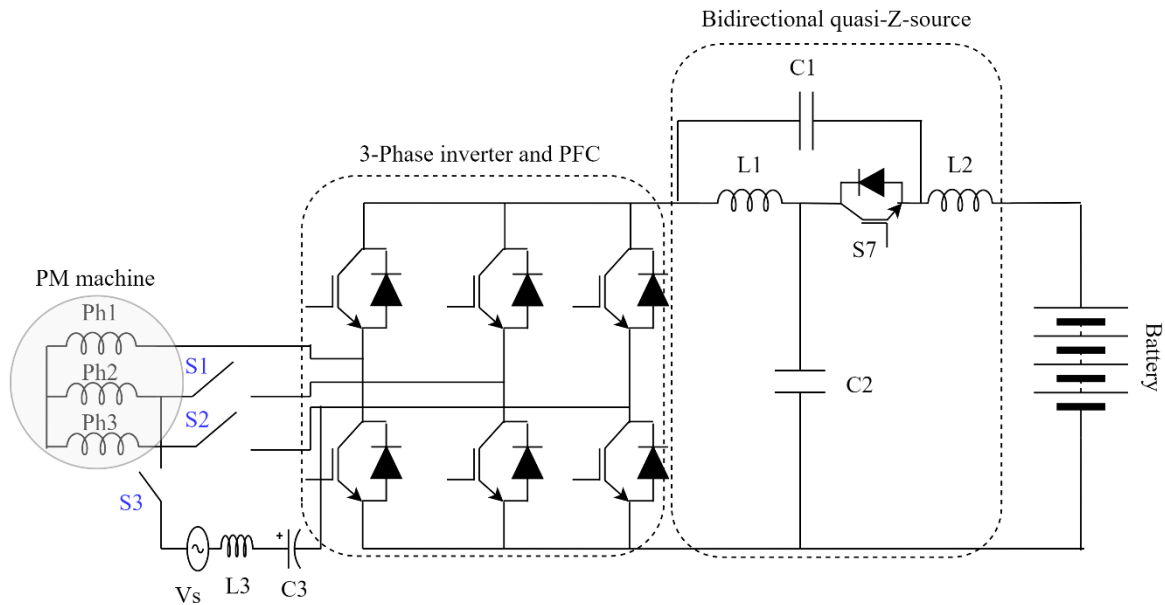 Bidirectional quasi-Z-source
C1
3-Phase inverter and PFC
L1
L2
S7
PM machine
Ph1
S1
Ph2
S2
Ph3
S3
C2
Battery
+
Vs
L3
C3